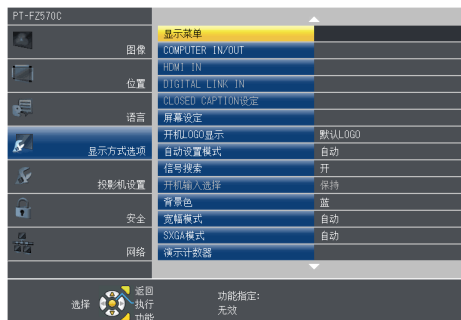 PT-FZ570C
图像
位置
语言
显示方式选项
投影机设置
安全
网络
显示菜单
COMPUTER IN/OUT
HDMI IN
DIGITAL LINK IN
CLOSED CAPTION设定
屏幕设定
开机LOGO显示 默认LOGO
自动设置模式 自动
信号搜索 开
开机输入选择 保持
背景色 蓝
宽幅模式 自动
SXGA模式 自动
演示计数器
选择
返回
执行
功能
功能指定:
无效